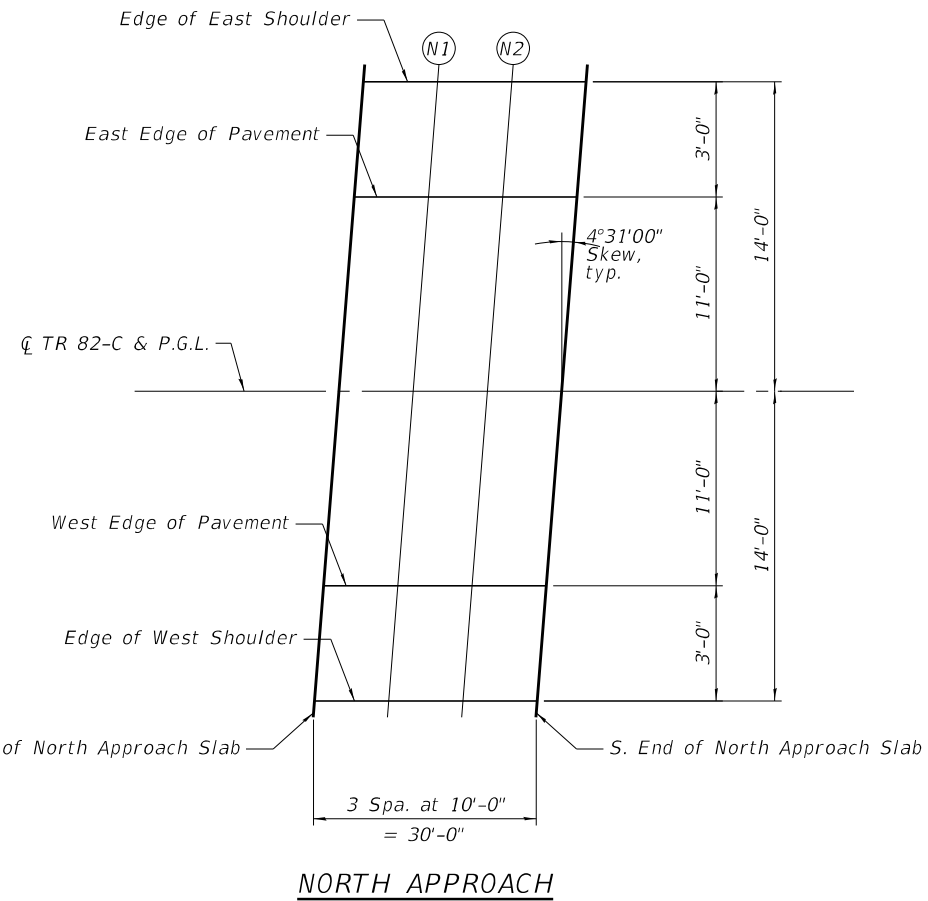 Edge of East Shoulder
N1
N2
East Edge of Pavement
3'-0"
14'-0"
4°31'00"
Skew,
typ.
11'-0"
℄ TR 82-C & P.G.L.
West Edge of Pavement
11'-0"
14'-0"
Edge of West Shoulder
3'-0"
of North Approach Slab
S. End of North Approach Slab
3 Spa. at 10'-0"
= 30'-0"
NORTH APPROACH